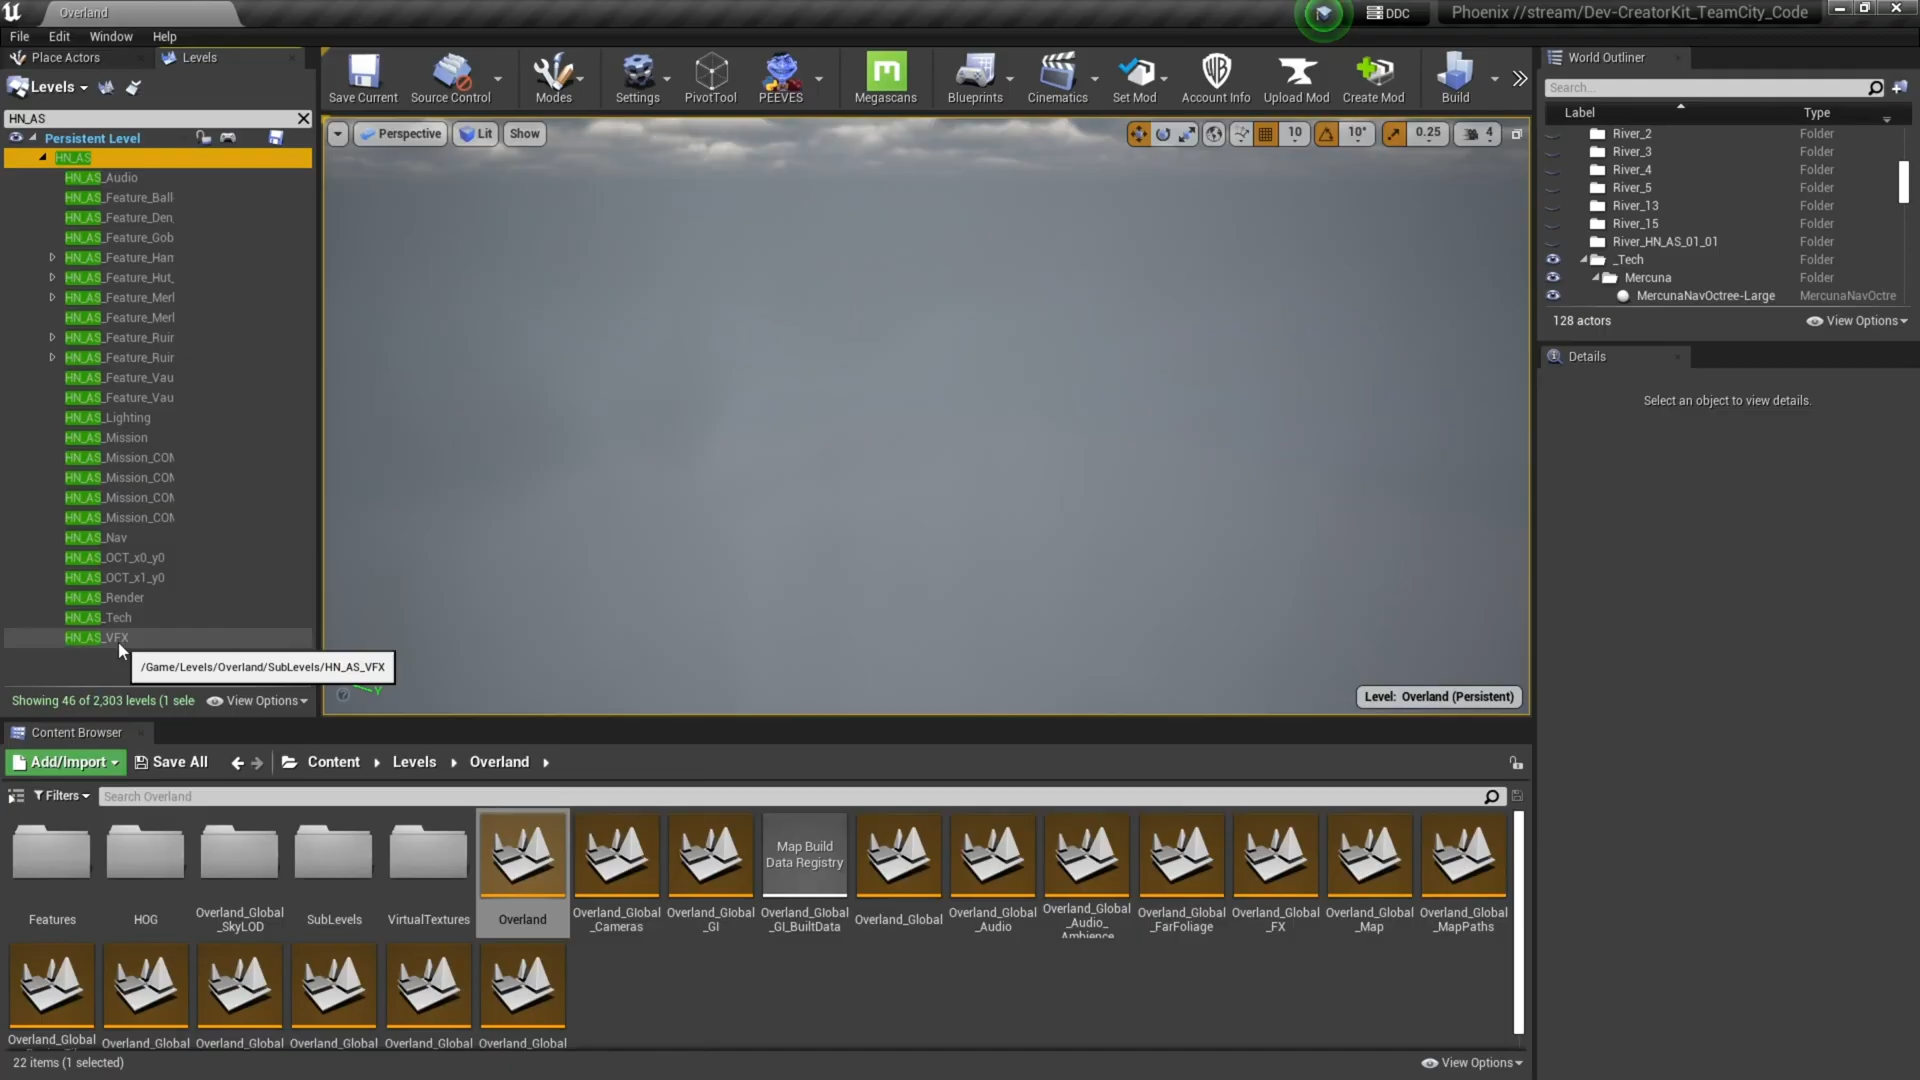 Overland
DDC
Phoenix //stream/Dev-CreatorKit_TeamCity_Code
File Edit Window Help
Place Actors
Levels
Levels
HN_AS
Persistent Level
HN_AS
HN_AS_Audio
HN_AS_Feature_Ball
HN_AS_Feature_Den_
HN_AS_Feature_Gob
HN_AS_Feature_Ham
HN_AS_Feature_Hut_
HN_AS_Feature_Merl
HN_AS_Feature_Merl
HN_AS_Feature_Ruir
HN_AS_Feature_Ruir
HN_AS_Feature_Vau
HN_AS_Feature_Vau
HN_AS_Lighting
HN_AS_Mission
HN_AS_Mission_COM
HN_AS_Mission_COM
HN_AS_Mission_COM
HN_AS_Mission_COM
HN_AS_Nav
HN_AS_OCT_x0_y0
HN_AS_OCT_x1_y0
HN_AS_Render
HN_AS_Tech
HN_AS_VFX
/Game/Levels/Overland/SubLevels/HN_AS_VFX
Showing 46 of 2,303 levels (1 sele
View Options
Save Current
Source Control
Modes
Settings
PivotTool
PEEVES
Megascans
Blueprints
Cinematics
Set Mod
Account Info
Upload Mod
Create Mod
Build
Perspective
Lit
Show
10
10°
0.25
4
Y
Level: Overland (Persistent)
World Outliner
Search...
Label Type
River_2 Folder
River_3 Folder
River_4 Folder
River_5 Folder
River_13 Folder
River_15 Folder
River_HN_AS_01_01 Folder
_Tech Folder
Mercuna Folder
MercunaNavOctree-Large MercunaNavOctre
128 actors
View Options
Details
Select an object to view details.
Content Browser
Add/Import
Save All
Content
Levels
Overland
Filters
Search Overland
Map Build
Data Registry
Features
HOG
Overland_Global
_SkyLOD
SubLevels
VirtualTextures
Overland
Overland_Global
_Cameras
Overland_Global
_GI
Overland_Global
_GI_BuiltData
Overland_Global
Overland_Global
_Audio
Overland_Global
_Audio_
Ambience
Overland_Global
_FarFoliage
Overland_Global
_FX
Overland_Global
_Map
Overland_Global
_MapPaths
Overland_Global
Overland_Global
Overland_Global
Overland_Global
Overland_Global
Overland_Global
22 items (1 selected)
View Options